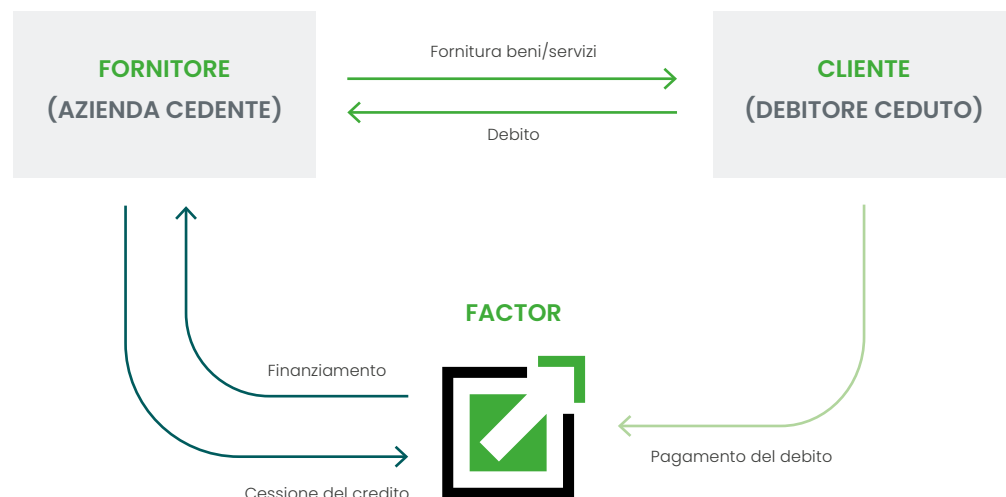 Fornitura beni/servizi
FORNITORE
(AZIENDA CEDENTE)
CLIENTE
(DEBITORE CEDUTO)
Debito
FACTOR
Finanziamento
Pagamento del debito
Cessione del credito